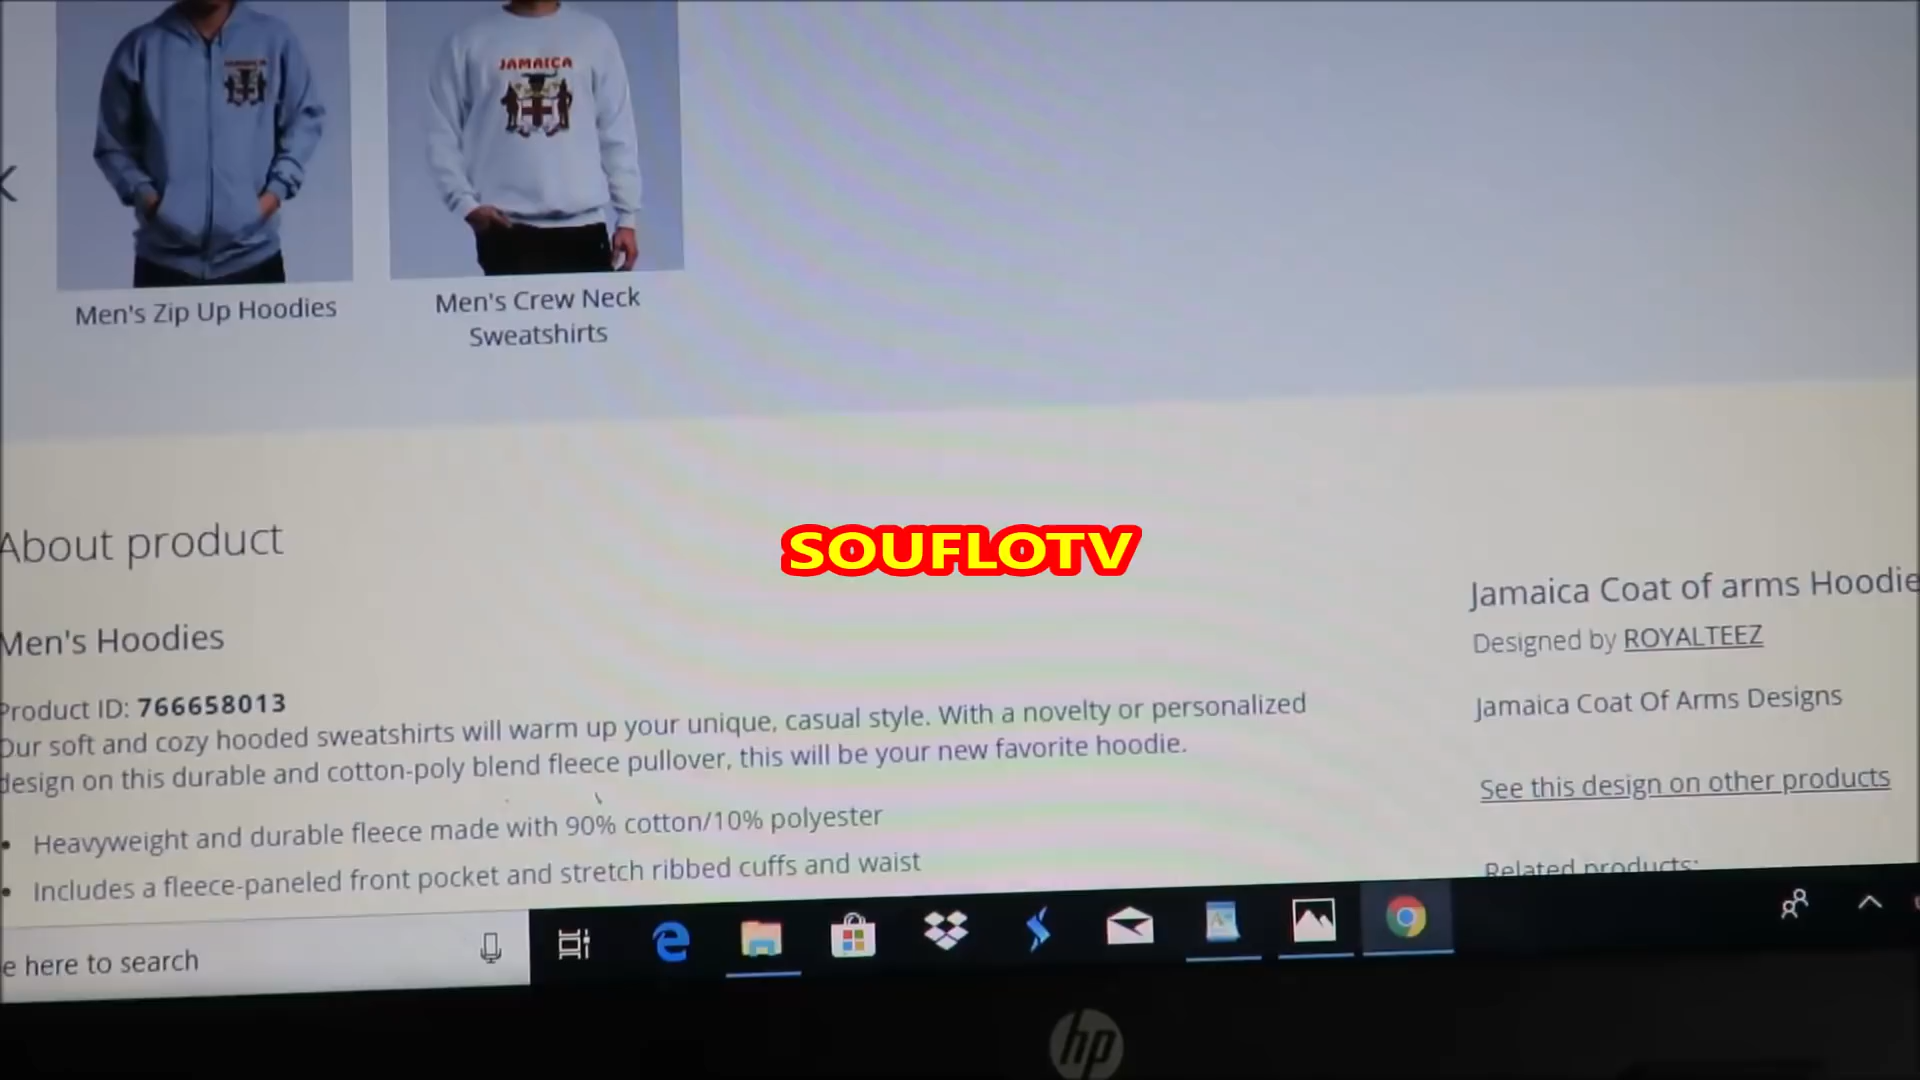 JAMAICA
JAMAICA
Men's Zip Up Hoodies
Men's Crew Neck
Sweatshirts
About product
SOUFLOTV
Men's Hoodies
Product ID: 766658013
Our soft and cozy hooded sweatshirts will warm up your unique, casual style. With a novelty or personalized
design on this durable and cotton-poly blend fleece pullover, this will be your new favorite hoodie.
• Heavyweight and durable fleece made with 90% cotton/10% polyester
• Includes a fleece-paneled front pocket and stretch ribbed cuffs and waist
Jamaica Coat of arms Hoodie
Designed by ROYALTEEZ
Jamaica Coat Of Arms Designs
See this design on other products
Related products:
e here to search
hp